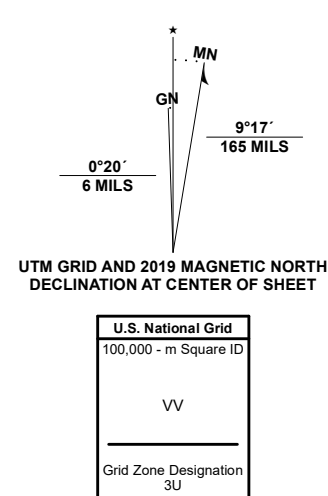 ★
MN
GN
9°17´
165 MILS
0°20´
6 MILS
UTM GRID AND 2019 MAGNETIC NORTH
DECLINATION AT CENTER OF SHEET
U.S. National Grid
100,000 - m Square ID
VV
Grid Zone Designation
3U